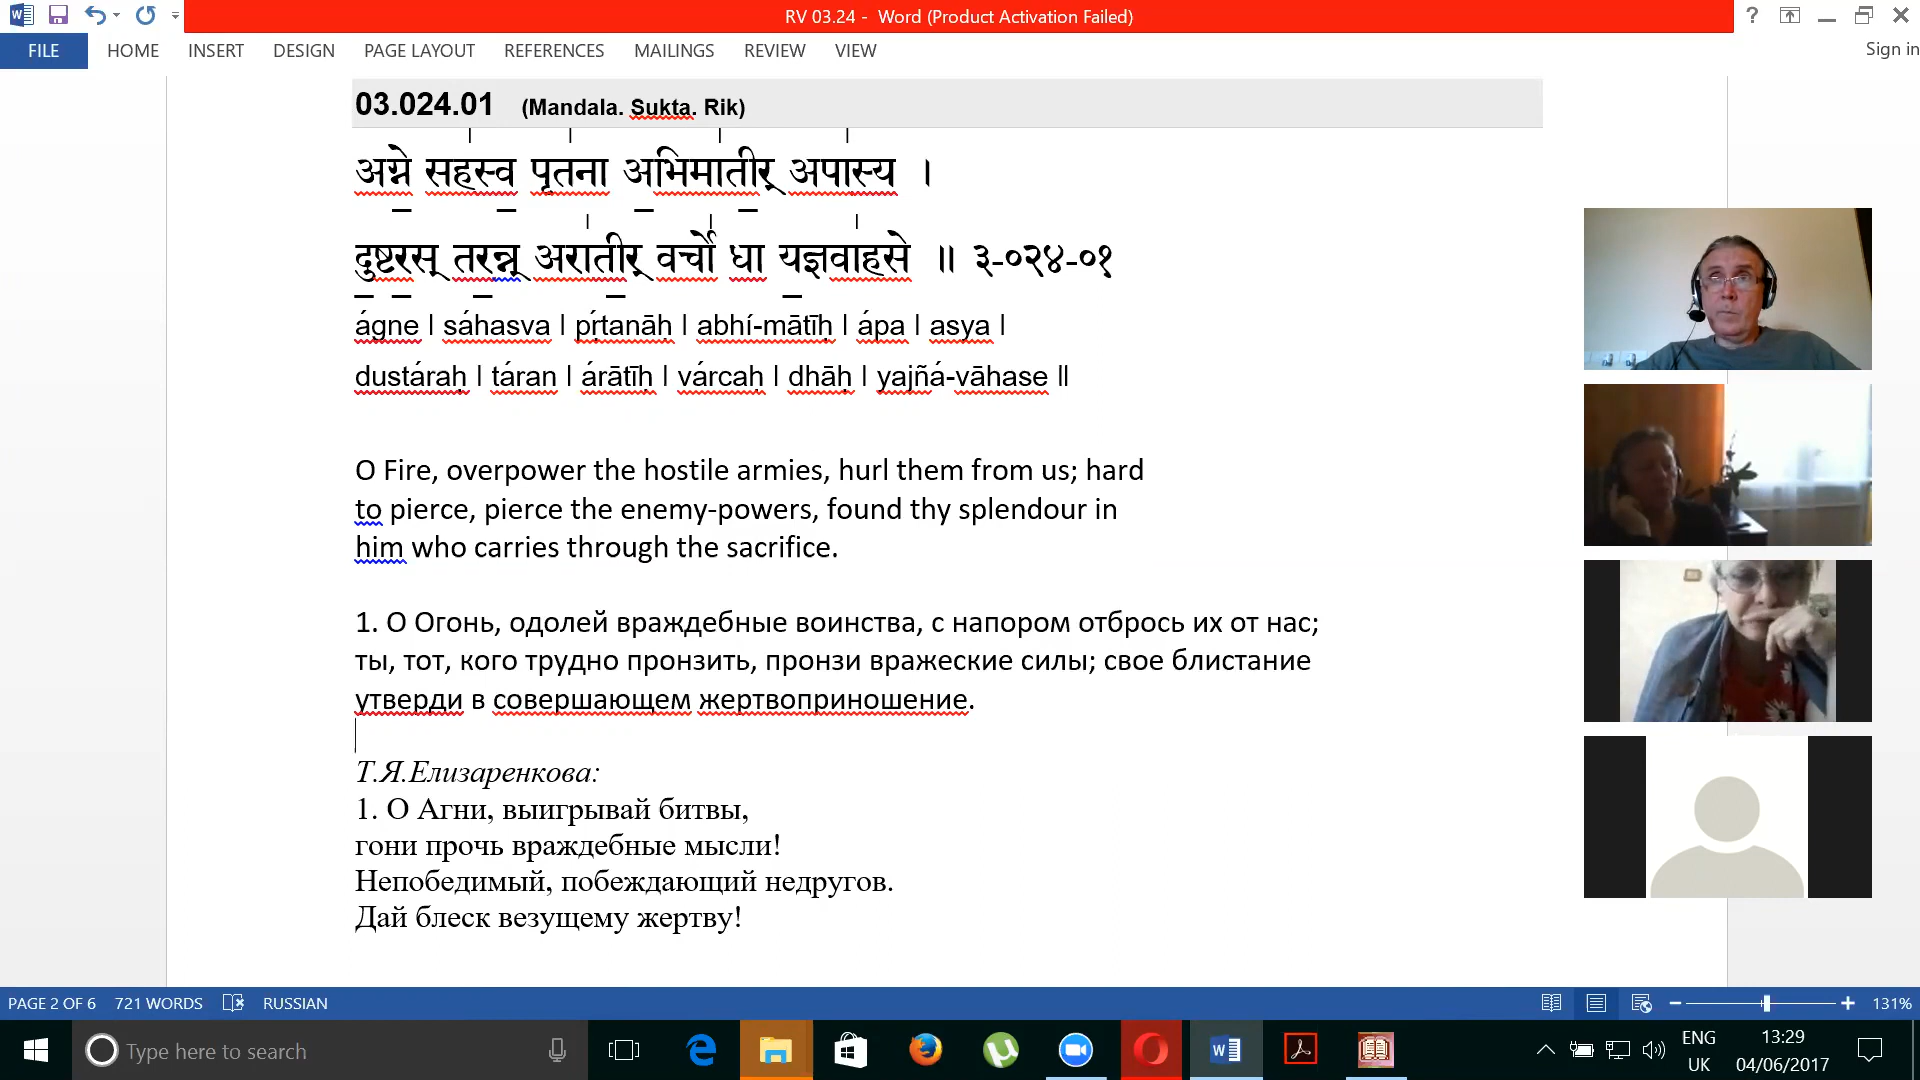 RV 03.24 - Word (Product Activation Failed)
FILE HOME INSERT DESIGN PAGE LAYOUT REFERENCES MAILINGS REVIEW VIEW Sign in
03.024.01 (Mandala. Sukta. Rik)
अग्ने सहस्व पृतना अभिमातीर् अपास्य ।
दुष्टरस् तरन्न् अरातीर् वर्चो धा यज्ञवाहसे ॥ ३-०२४-०१
ágne | sáhasva | pṛ́tanāḥ | abhí-mātīḥ | ápa | asya |
dustáraḥ | táran | árātīḥ | várcaḥ | dhāḥ | yajñá-vāhase ||
O Fire, overpower the hostile armies, hurl them from us; hard
to pierce, pierce the enemy-powers, found thy splendour in
him who carries through the sacrifice.
1. О Огонь, одолей враждебные воинства, с напором отбрось их от нас;
ты, тот, кого трудно пронзить, пронзи вражеские силы; свое блистание
утверди в совершающем жертвоприношение.
Т.Я.Елизаренкова:
1. О Агни, выигрывай битвы,
гони прочь враждебные мысли!
Непобедимый, побеждающий недругов.
Дай блеск везущему жертву!
PAGE 2 OF 6 721 WORDS RUSSIAN 131%
Type here to search
ENG 13:29
UK 04/06/2017